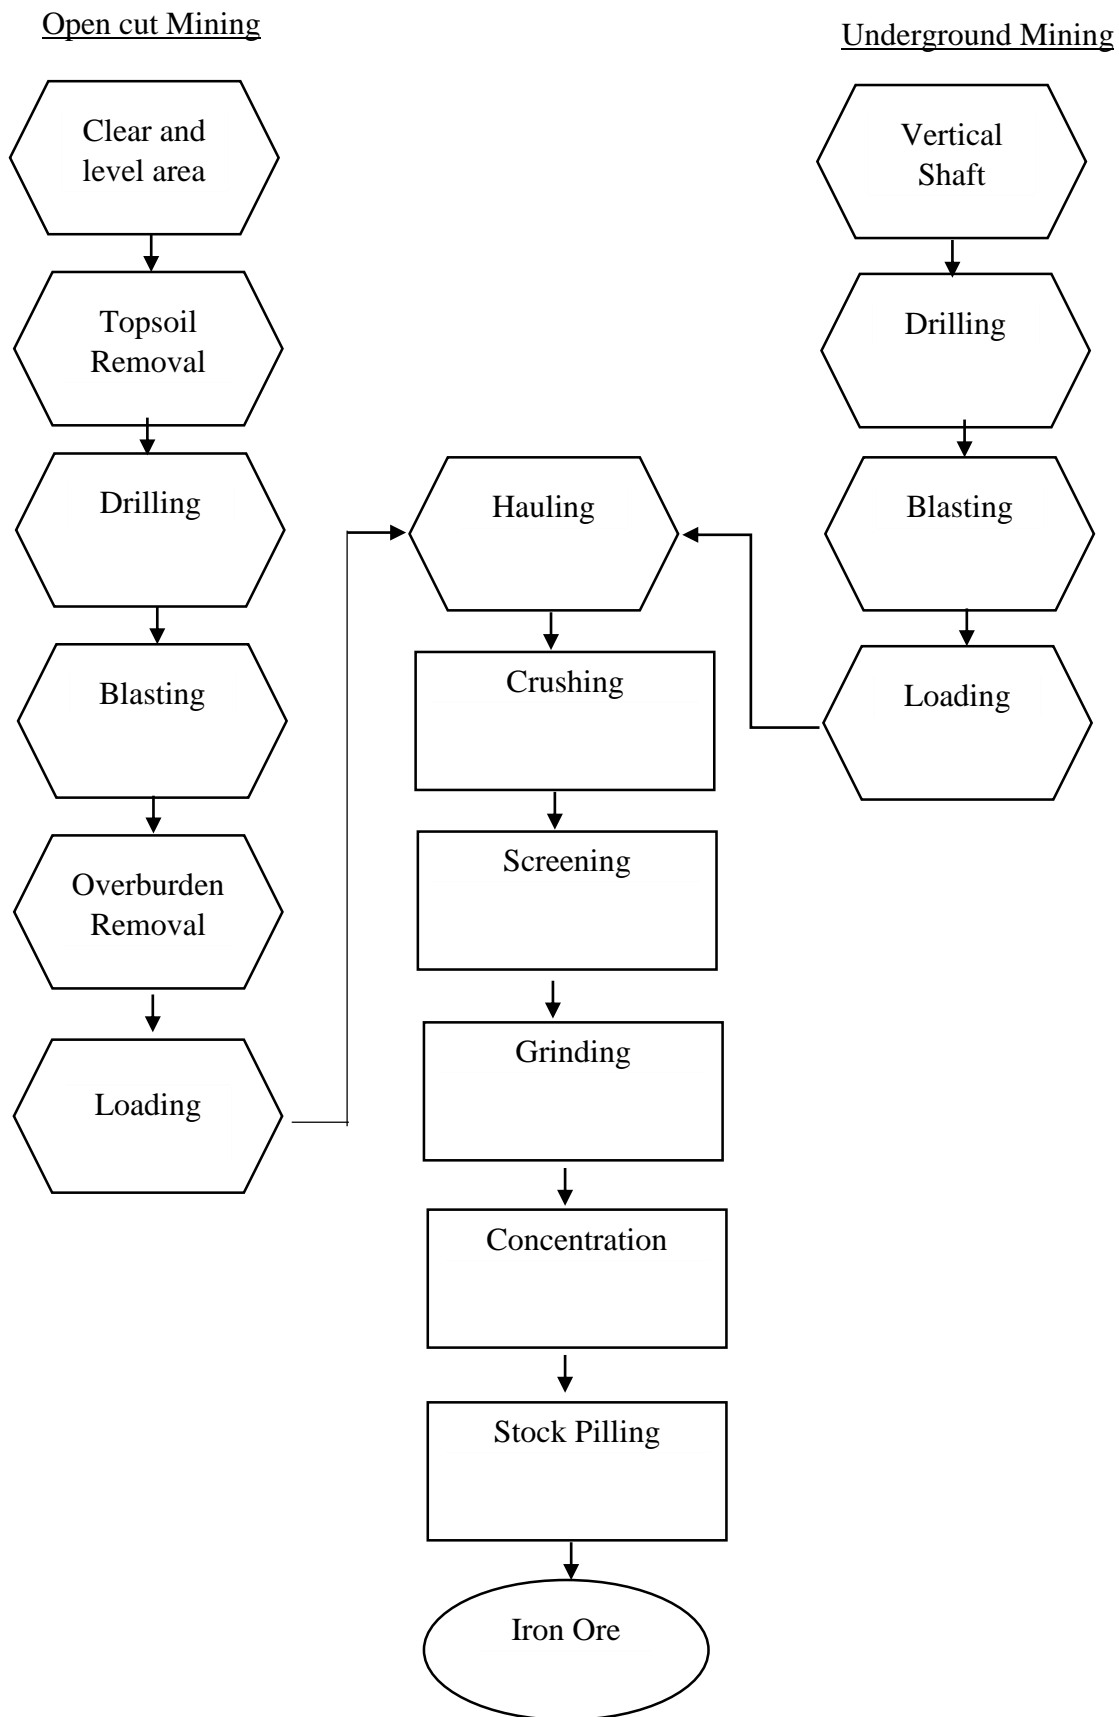 Open cut Mining
Underground Mining
Clear and
level area
Vertical
Shaft
Topsoil
Removal
Drilling
Drilling
Hauling
Blasting
Blasting
Crushing
Loading
Overburden
Removal
Screening
Loading
Grinding
Concentration
Stock Pilling
Iron Ore